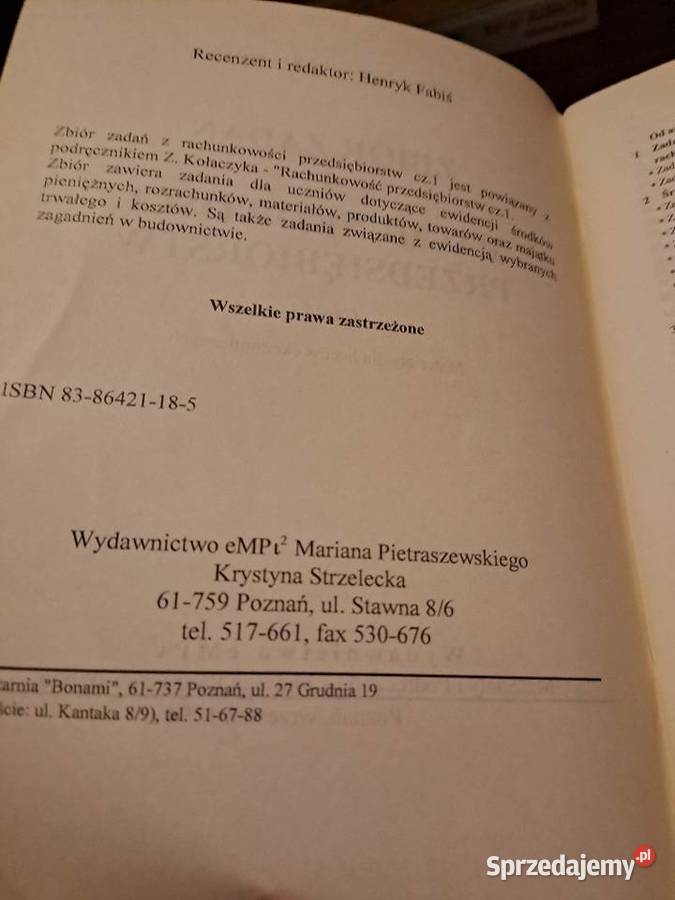 Recenzent i redaktor: Henryk Fabiś
Zbiór zadań z rachunkowości przedsiębiorstw cz.1 jest powiązany z
podręcznikiem Z. Kołaczyka - "Rachunkowość przedsiębiorstw cz.1.
Zbiór zawiera zadania dla uczniów dotyczące ewidencji środków
pieniężnych, rozrachunków, materiałów, produktów, towarów oraz majątku
trwałego i kosztów. Są także zadania związane z ewidencją wybranych
zagadnień w budownictwie.
Wszelkie prawa zastrzeżone
ISBN 83-86421-18-5
Wydawnictwo eMPi² Mariana Pietraszewskiego
Krystyna Strzelecka
61-759 Poznań, ul. Stawna 8/6
tel. 517-661, fax 530-676
arnia "Bonami", 61-737 Poznań, ul. 27 Grudnia 19
ście: ul. Kantaka 8/9), tel. 51-67-88
Sprzedajemy.pl